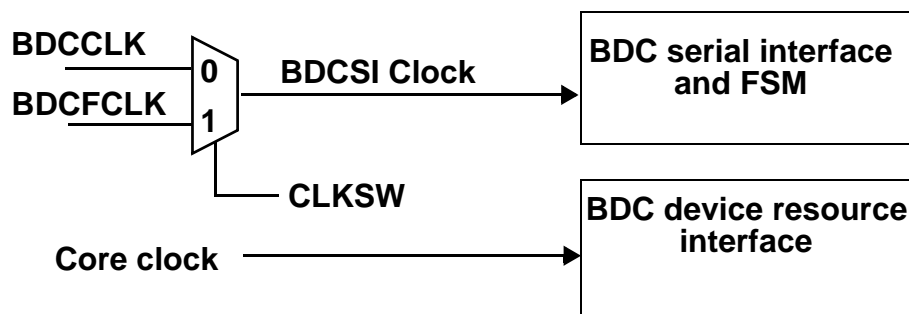 BDCCLK
0
BDCSI Clock
BDC serial interface
and FSM
BDCFCLK
1
CLKSW
BDC device resource
interface
Core clock